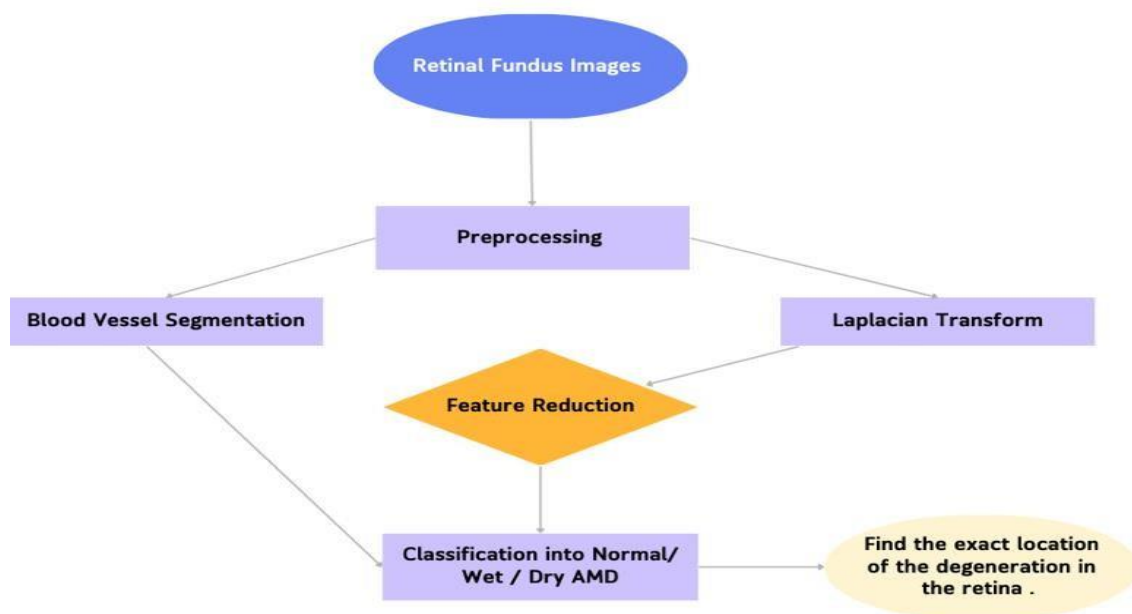 Retinal Fundus Images
Preprocessing
Blood Vessel Segmentation
Laplacian Transform
Feature Reduction
Classification into Normal/
Wet / Dry AMD
Find the exact location
of the degeneration in
the retina .